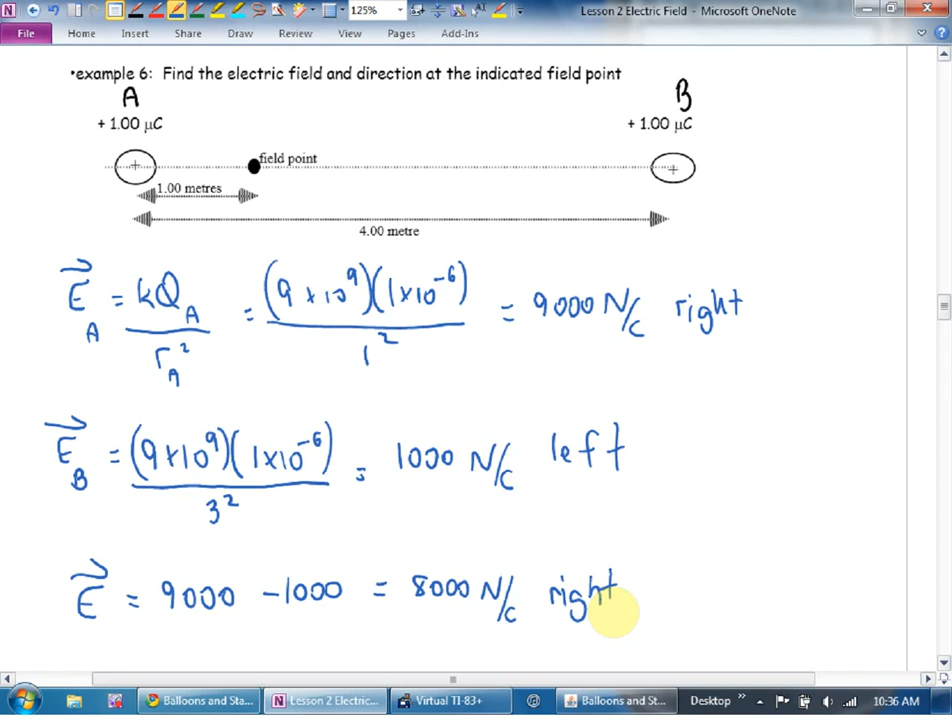 125%
Lesson 2 Electric Field - Microsoft OneNote
File Home Insert Share Draw Review View Pages Add-Ins
•example 6: Find the electric field and direction at the indicated field point
A B
+ 1.00 µC + 1.00 µC
field point
+ +
1.00 metres
4.00 metre
E_A = kQ_A / r_A² = (9 × 10⁹)(1×10⁻⁶) / 1² = 9000 N/C right
E_B = (9×10⁹)(1×10⁻⁶) / 3² = 1000 N/C left
E = 9000 - 1000 = 8000 N/C right
Balloons and Sta... Lesson 2 Electric... Virtual TI-83+ Balloons and St... Desktop » 10:36 AM